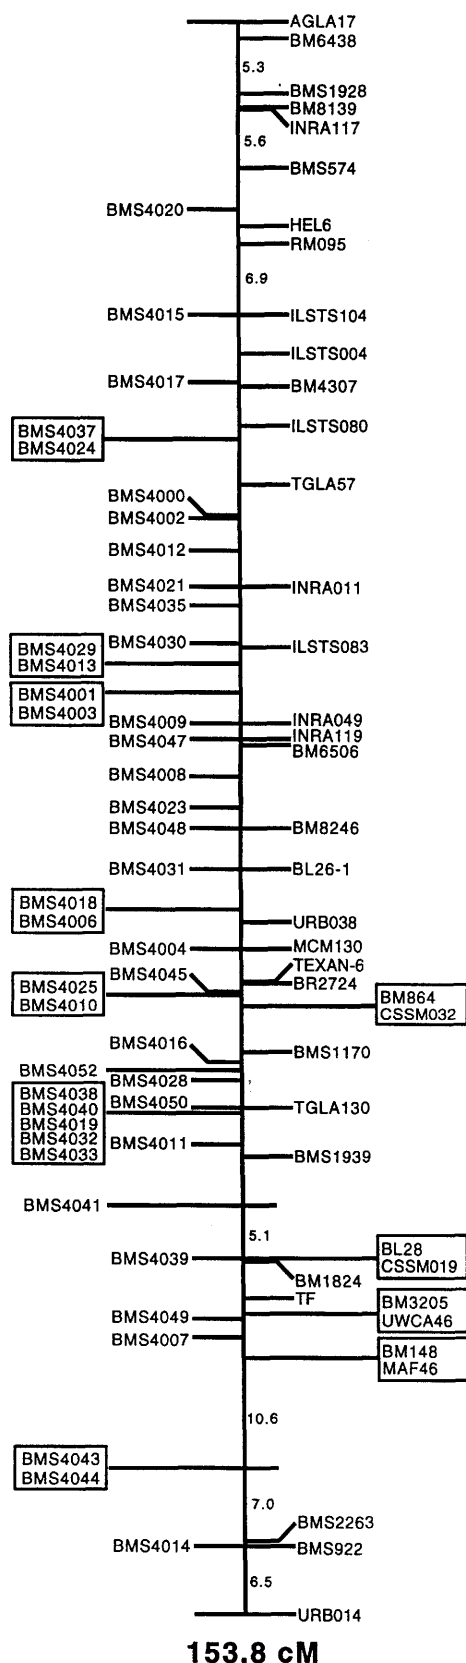 AGLA17
BM6438
5.3
BMS1928
BM8139
INRA117
5.6
BMS574
BMS4020
HEL6
RM095
6.9
BMS4015 ILSTS104
ILSTS004
BMS4017
BM4307
ILSTS080
BMS4037
BMS4024
TGLA57
BMS4000
BMS4002
BMS4012
BMS4021 INRA011
BMS4035
BMS4030
ILSTS083
BMS4029
BMS4013
BMS4001
BMS4003
BMS4009 INRA049
BMS4047 INRA119
BM6506
BMS4008
BMS4023
BMS4048 BM8246
BMS4031 BL26-1
BMS4018
BMS4006
URB038
BMS4004 MCM130
TEXAN-6
BMS4045
BR2724
BMS4025
BMS4010
BM864
CSSM032
BMS4016
BMS1170
BMS4052
BMS4028
BMS4038
BMS4040
BMS4019
BMS4032
BMS4033
BMS4050 TGLA130
BMS4011
BMS1939
BMS4041
5.1
BMS4039
BL28
CSSM019
BM1824
TF
BM3205
UWCA46
BMS4049
BMS4007
BM148
MAF46
10.6
BMS4043
BMS4044
7.0
BMS2263
BMS4014 BMS922
6.5
URB014
153.8 cM